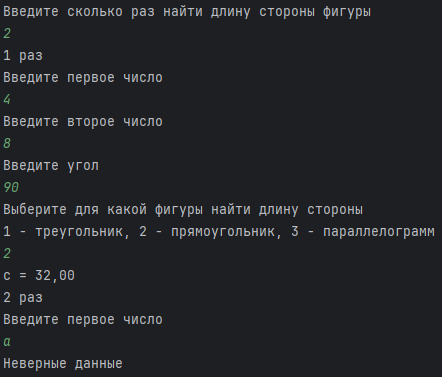 Введите сколько раз найти длину стороны фигуры
2
1 раз
Введите первое число
4
Введите второе число
8
Введите угол
90
Выберите для какой фигуры найти длину стороны
1 - треугольник, 2 - прямоугольник, 3 - параллелограмм
2
c = 32,00
2 раз
Введите первое число
a
Неверные данные